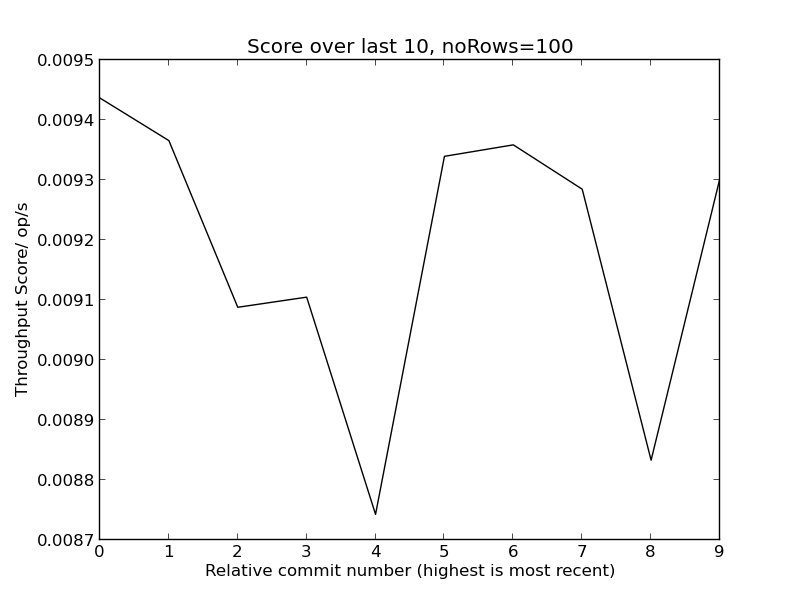 Score over last 10, noRows=100
0.0095
0.0094
0.0093
0.0092
0.0091
0.0090
0.0089
0.0088
0.0087
Throughput Score/ op/s
0 1 2 3 4 5 6 7 8 9
Relative commit number (highest is most recent)